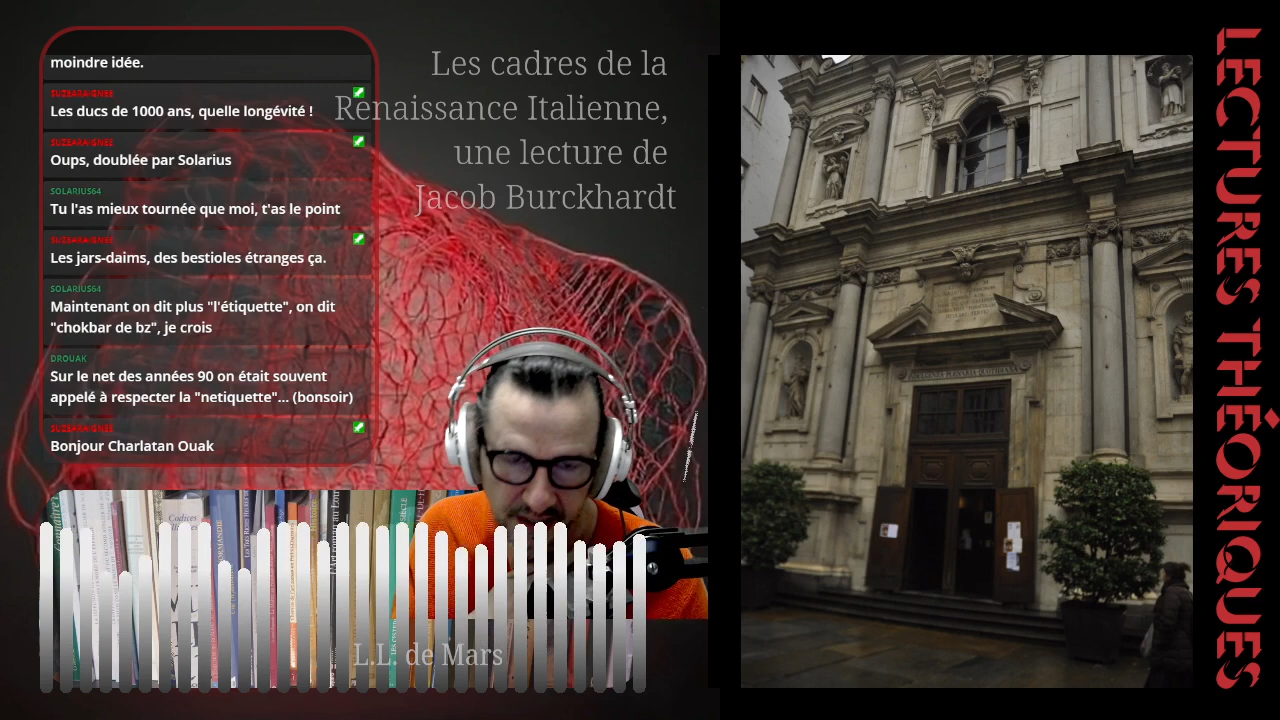 moindre idée.
SUZEARAIGNEE
Les ducs de 1000 ans, quelle longévité !
SUZEARAIGNEE
Oups, doublée par Solarius
SOLARIUS64
Tu l'as mieux tournée que moi, t'as le point
SUZEARAIGNEE
Les jars-daims, des bestioles étranges ça.
SOLARIUS64
Maintenant on dit plus "l'étiquette", on dit
"chokbar de bz", je crois
DROUAK
Sur le net des années 90 on était souvent
appelé à respecter la "netiquette"... (bonsoir)
SUZEARAIGNEE
Bonjour Charlatan Ouak
Les cadres de la
Renaissance Italienne,
une lecture de
Jacob Burckhardt
L.L. de Mars
LECTURES THÉORIQUES